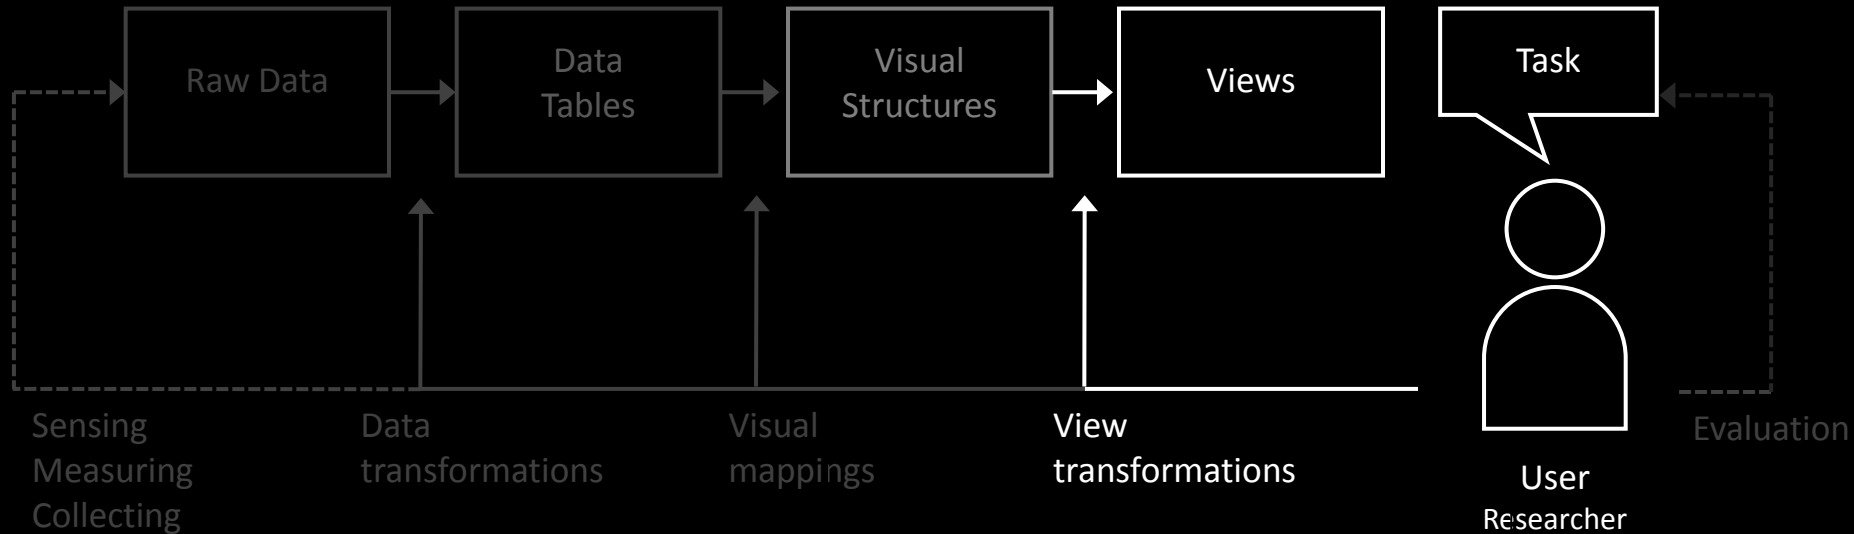 Raw Data
Data
Tables
Visual
Structures
Views
Task
Sensing
Measuring
Collecting
Data
transformations
Visual
mappings
View
transformations
User
Researcher
Evaluation